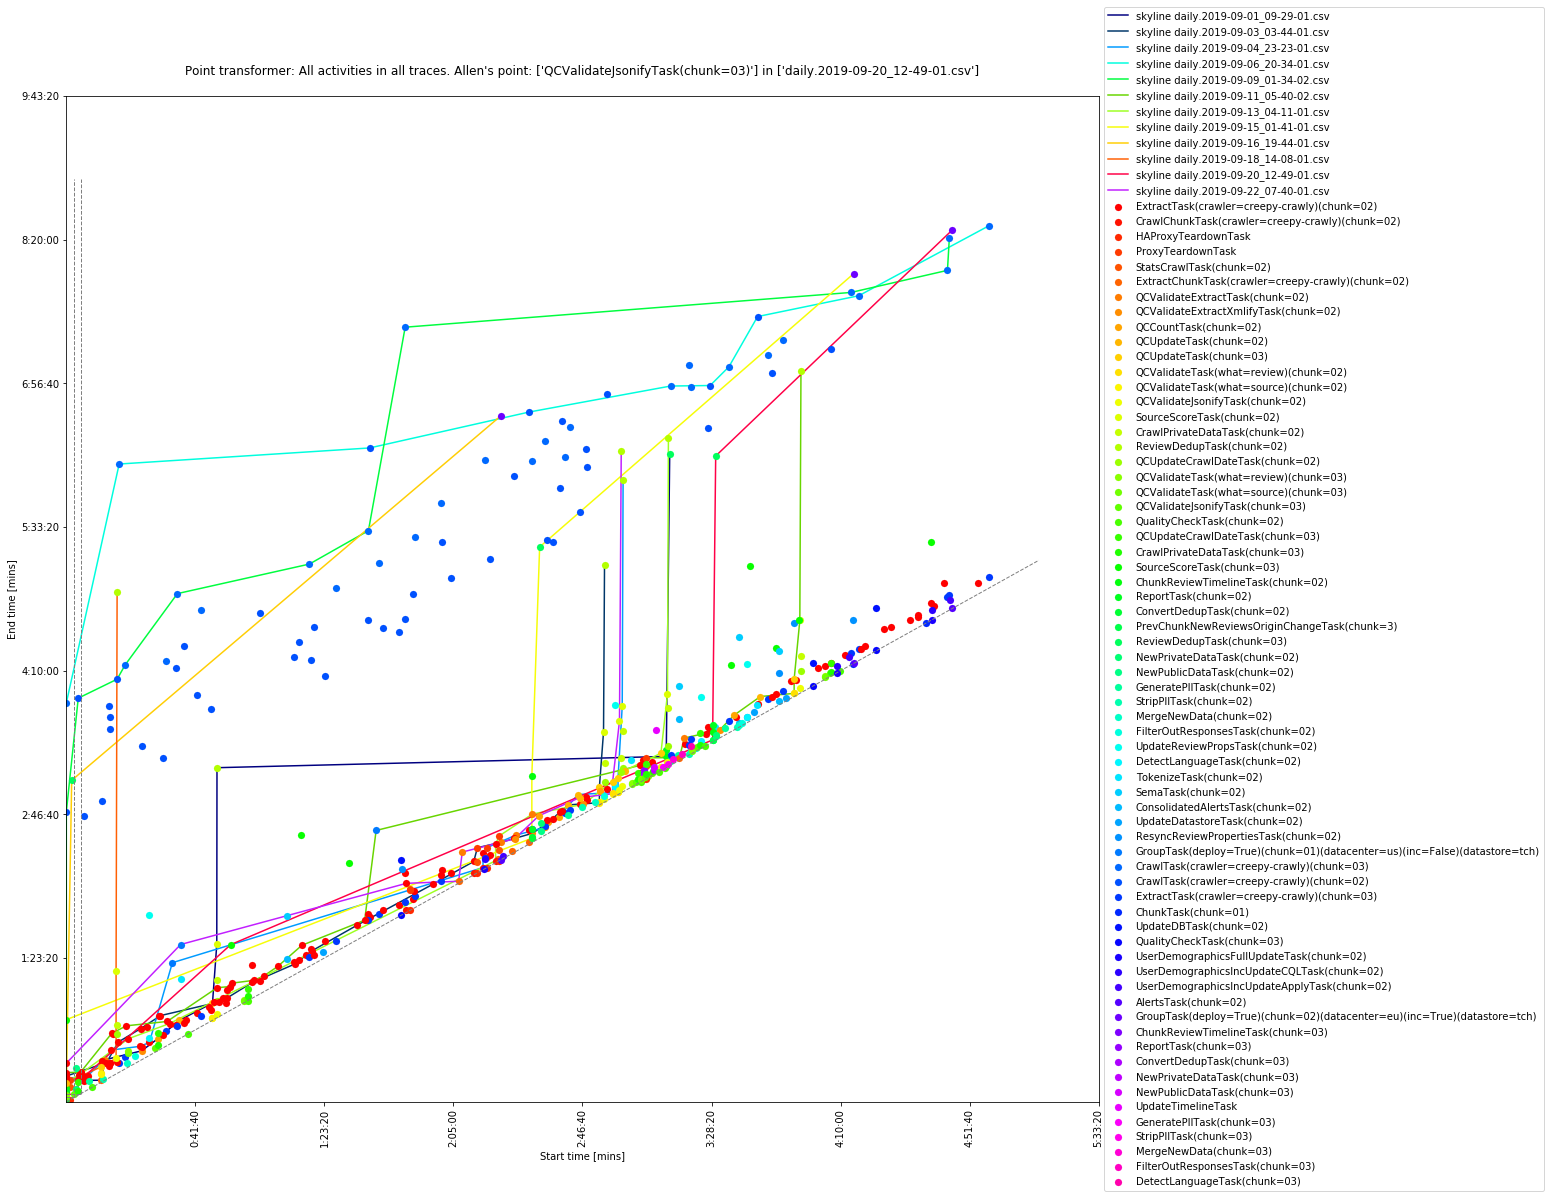 Point transformer: All activities in all traces. Allen's point: ['QCValidateJsonifyTask(chunk=03)'] in ['daily.2019-09-20_12-49-01.csv']
9:43:20
8:20:00
6:56:40
5:33:20
4:10:00
2:46:40
1:23:20
End time [mins]
0:41:40
1:23:20
2:05:00
2:46:40
3:28:20
4:10:00
4:51:40
5:33:20
Start time [mins]
skyline daily.2019-09-01_09-29-01.csv
skyline daily.2019-09-03_03-44-01.csv
skyline daily.2019-09-04_23-23-01.csv
skyline daily.2019-09-06_20-34-01.csv
skyline daily.2019-09-09_01-34-02.csv
skyline daily.2019-09-11_05-40-02.csv
skyline daily.2019-09-13_04-11-01.csv
skyline daily.2019-09-15_01-41-01.csv
skyline daily.2019-09-16_19-44-01.csv
skyline daily.2019-09-18_14-08-01.csv
skyline daily.2019-09-20_12-49-01.csv
skyline daily.2019-09-22_07-40-01.csv
ExtractTask(crawler=creepy-crawly)(chunk=02)
CrawlChunkTask(crawler=creepy-crawly)(chunk=02)
HAProxyTeardownTask
ProxyTeardownTask
StatsCrawlTask(chunk=02)
ExtractChunkTask(crawler=creepy-crawly)(chunk=02)
QCValidateExtractTask(chunk=02)
QCValidateExtractXmlifyTask(chunk=02)
QCCountTask(chunk=02)
QCUpdateTask(chunk=02)
QCUpdateTask(chunk=03)
QCValidateTask(what=review)(chunk=02)
QCValidateTask(what=source)(chunk=02)
QCValidateJsonifyTask(chunk=02)
SourceScoreTask(chunk=02)
CrawlPrivateDataTask(chunk=02)
ReviewDedupTask(chunk=02)
QCUpdateCrawlDateTask(chunk=02)
QCValidateTask(what=review)(chunk=03)
QCValidateTask(what=source)(chunk=03)
QCValidateJsonifyTask(chunk=03)
QualityCheckTask(chunk=02)
QCUpdateCrawlDateTask(chunk=03)
CrawlPrivateDataTask(chunk=03)
SourceScoreTask(chunk=03)
ChunkReviewTimelineTask(chunk=02)
ReportTask(chunk=02)
ConvertDedupTask(chunk=02)
PrevChunkNewReviewsOriginChangeTask(chunk=3)
ReviewDedupTask(chunk=03)
NewPrivateDataTask(chunk=02)
NewPublicDataTask(chunk=02)
GeneratePIITask(chunk=02)
StripPIITask(chunk=02)
MergeNewData(chunk=02)
FilterOutResponsesTask(chunk=02)
UpdateReviewPropsTask(chunk=02)
DetectLanguageTask(chunk=02)
TokenizeTask(chunk=02)
SemaTask(chunk=02)
ConsolidatedAlertsTask(chunk=02)
UpdateDatastoreTask(chunk=02)
ResyncReviewPropertiesTask(chunk=02)
GroupTask(deploy=True)(chunk=01)(datacenter=us)(inc=False)(datastore=tch)
CrawlTask(crawler=creepy-crawly)(chunk=03)
CrawlTask(crawler=creepy-crawly)(chunk=02)
ExtractTask(crawler=creepy-crawly)(chunk=03)
ChunkTask(chunk=01)
UpdateDBTask(chunk=02)
QualityCheckTask(chunk=03)
UserDemographicsFullUpdateTask(chunk=02)
UserDemographicsIncUpdateCQLTask(chunk=02)
UserDemographicsIncUpdateApplyTask(chunk=02)
AlertsTask(chunk=02)
GroupTask(deploy=True)(chunk=02)(datacenter=eu)(inc=True)(datastore=tch)
ChunkReviewTimelineTask(chunk=03)
ReportTask(chunk=03)
ConvertDedupTask(chunk=03)
NewPrivateDataTask(chunk=03)
NewPublicDataTask(chunk=03)
UpdateTimelineTask
GeneratePIITask(chunk=03)
StripPIITask(chunk=03)
MergeNewData(chunk=03)
FilterOutResponsesTask(chunk=03)
DetectLanguageTask(chunk=03)